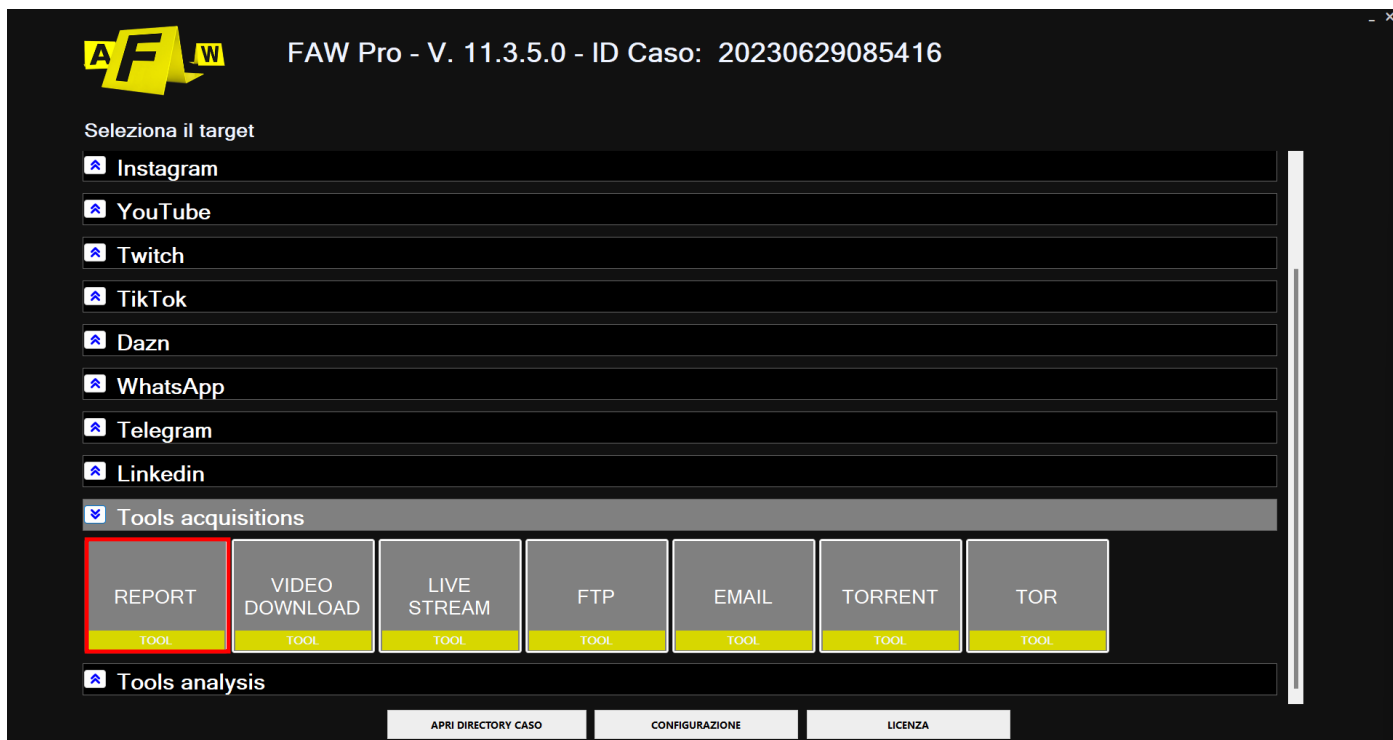 A F W
FAW Pro - V. 11.3.5.0 - ID Caso: 20230629085416
Seleziona il target
Instagram
YouTube
Twitch
TikTok
Dazn
WhatsApp
Telegram
Linkedin
Tools acquisitions
REPORT
TOOL
VIDEO
DOWNLOAD
TOOL
LIVE
STREAM
TOOL
FTP
TOOL
EMAIL
TOOL
TORRENT
TOOL
TOR
TOOL
Tools analysis
APRI DIRECTORY CASO
CONFIGURAZIONE
LICENZA